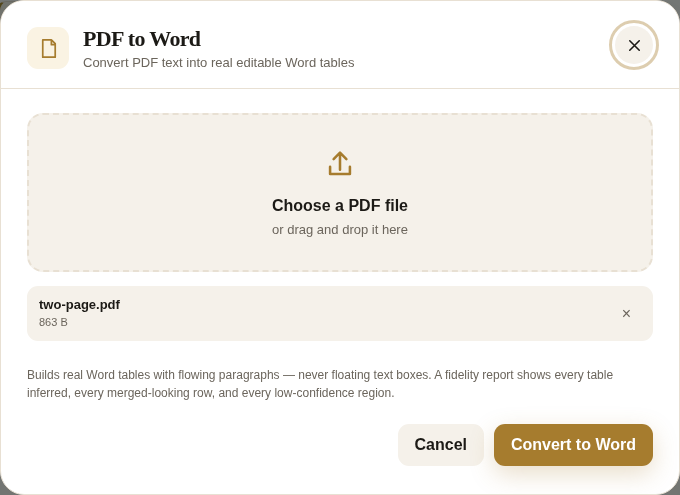 PDF to Word
Convert PDF text into real editable Word tables
Choose a PDF file
or drag and drop it here
two-page.pdf
863 B
×
Builds real Word tables with flowing paragraphs — never floating text boxes. A fidelity report shows every table
inferred, every merged-looking row, and every low-confidence region.
Cancel
Convert to Word